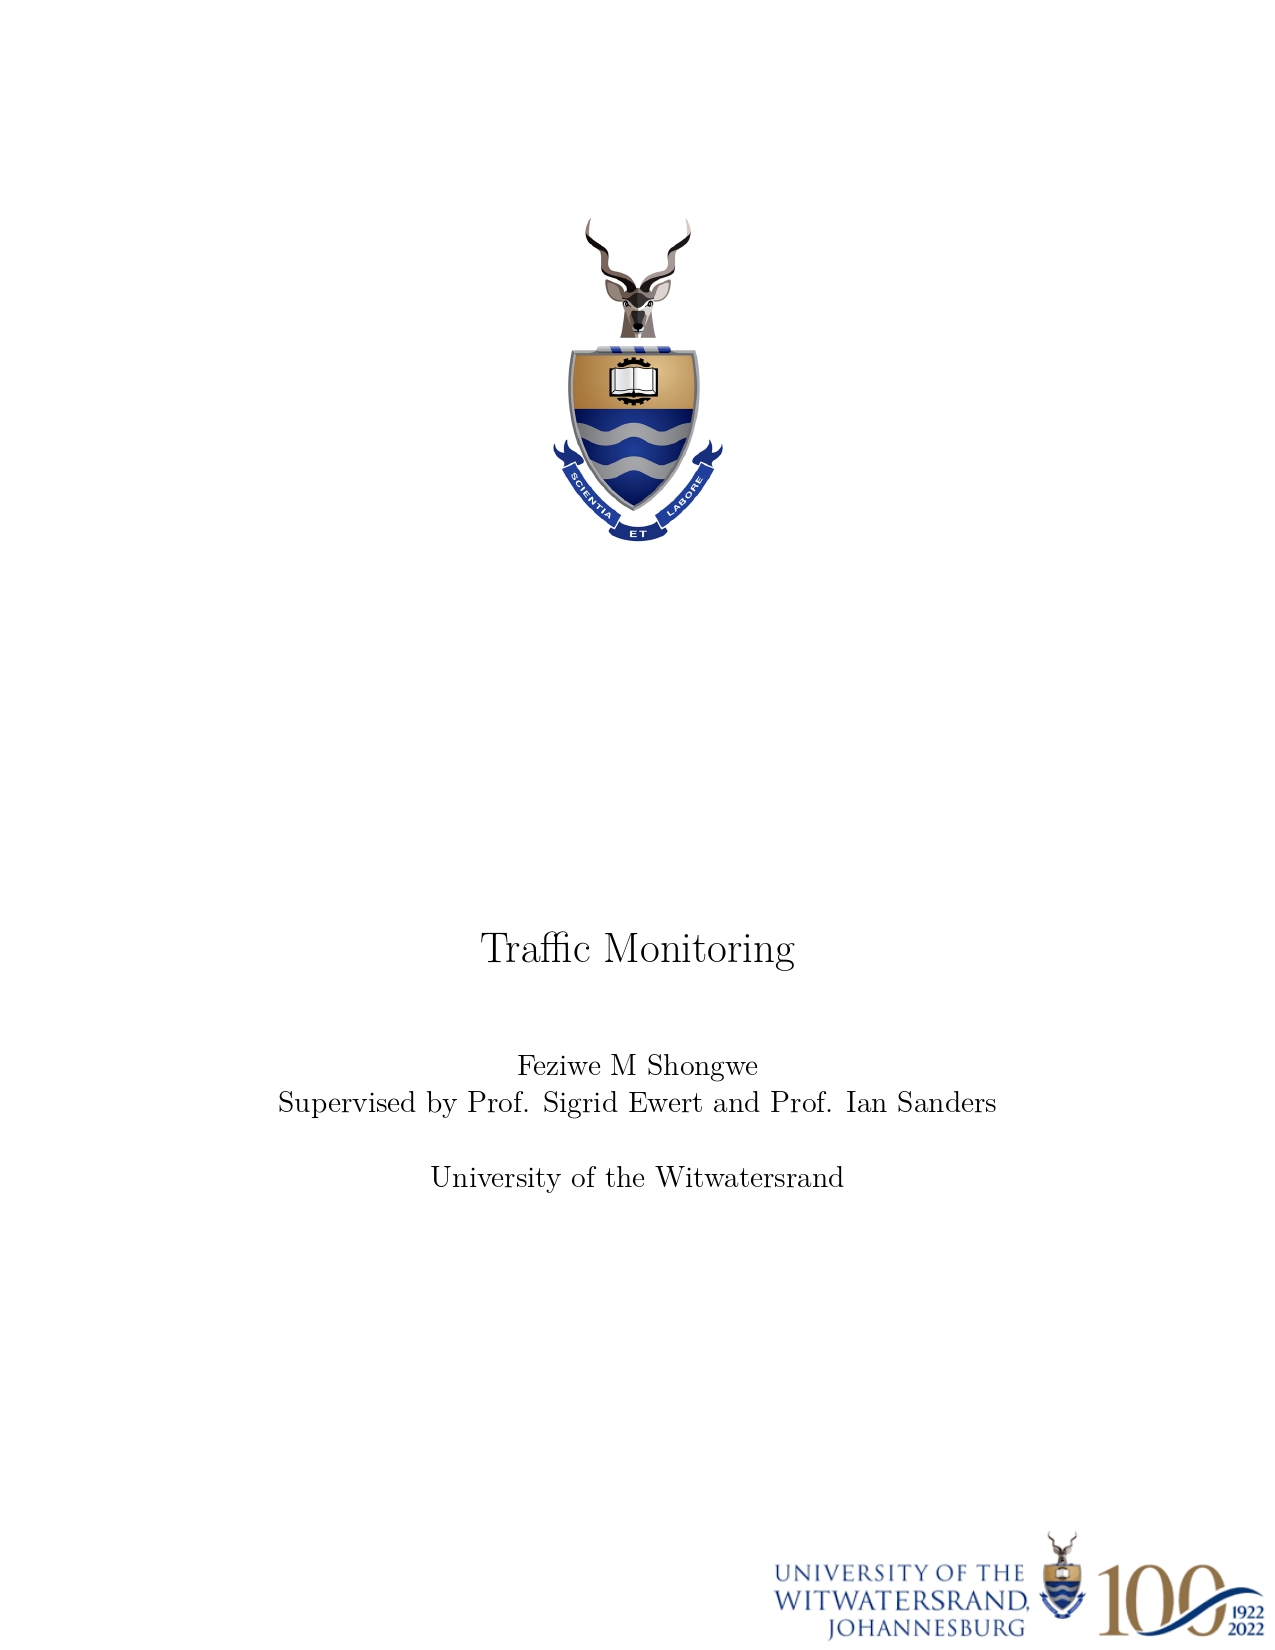 SCIENTIA
ET
LABORE
Traffic Monitoring
Feziwe M Shongwe
Supervised by Prof. Sigrid Ewert and Prof. Ian Sanders
University of the Witwatersrand
UNIVERSITY OF THE
WITWATERSRAND,
JOHANNESBURG
100
1922
2022